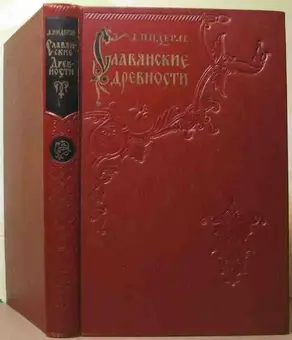 Л.НИДЕРЛЕ
СЛАВЯН
СКИЕ
ДРЕВ
НОСТИ
Л.НИДЕРЛЕ
СЛАВЯНСКИЕ
ДРЕВНОСТИ